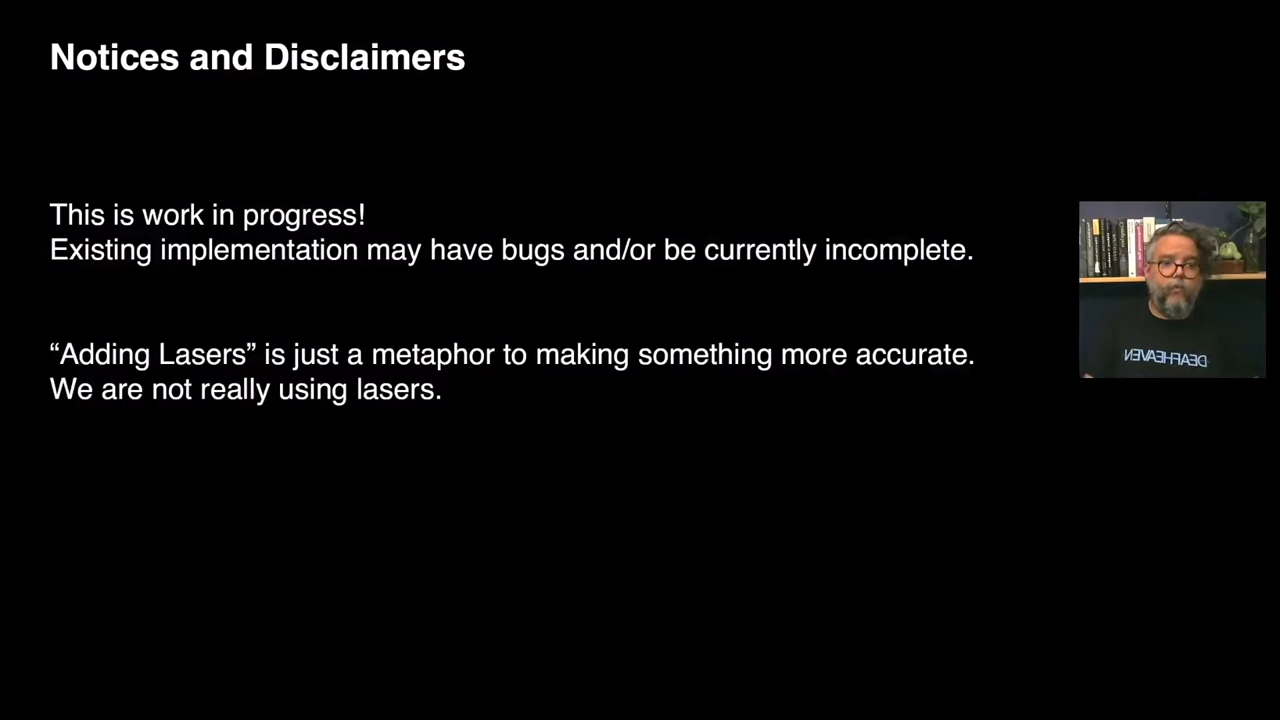 Notices and Disclaimers
This is work in progress!
Existing implementation may have bugs and/or be currently incomplete.
“Adding Lasers” is just a metaphor to making something more accurate.
We are not really using lasers.
DEAFHEAVEN